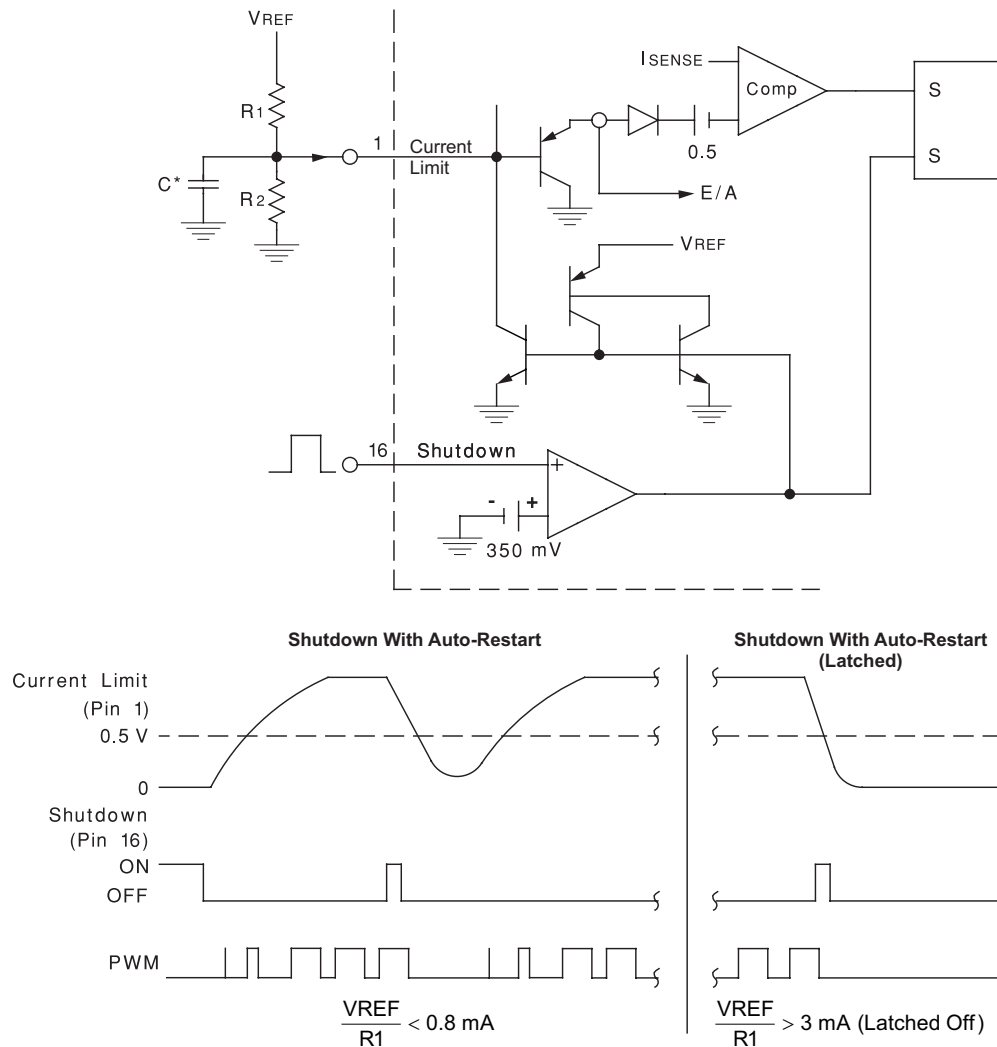 VREF
R1
C*
R2
1
Current
Limit
ISENSE
Comp
0.5
E/A
S
S
VREF
16
Shutdown
+
- +
350 mV
Shutdown With Auto-Restart
Shutdown With Auto-Restart
(Latched)
Current Limit
(Pin 1)
0.5 V
0
Shutdown
(Pin 16)
ON
OFF
PWM
VREF
R1
< 0.8 mA
VREF
R1
> 3 mA (Latched Off)